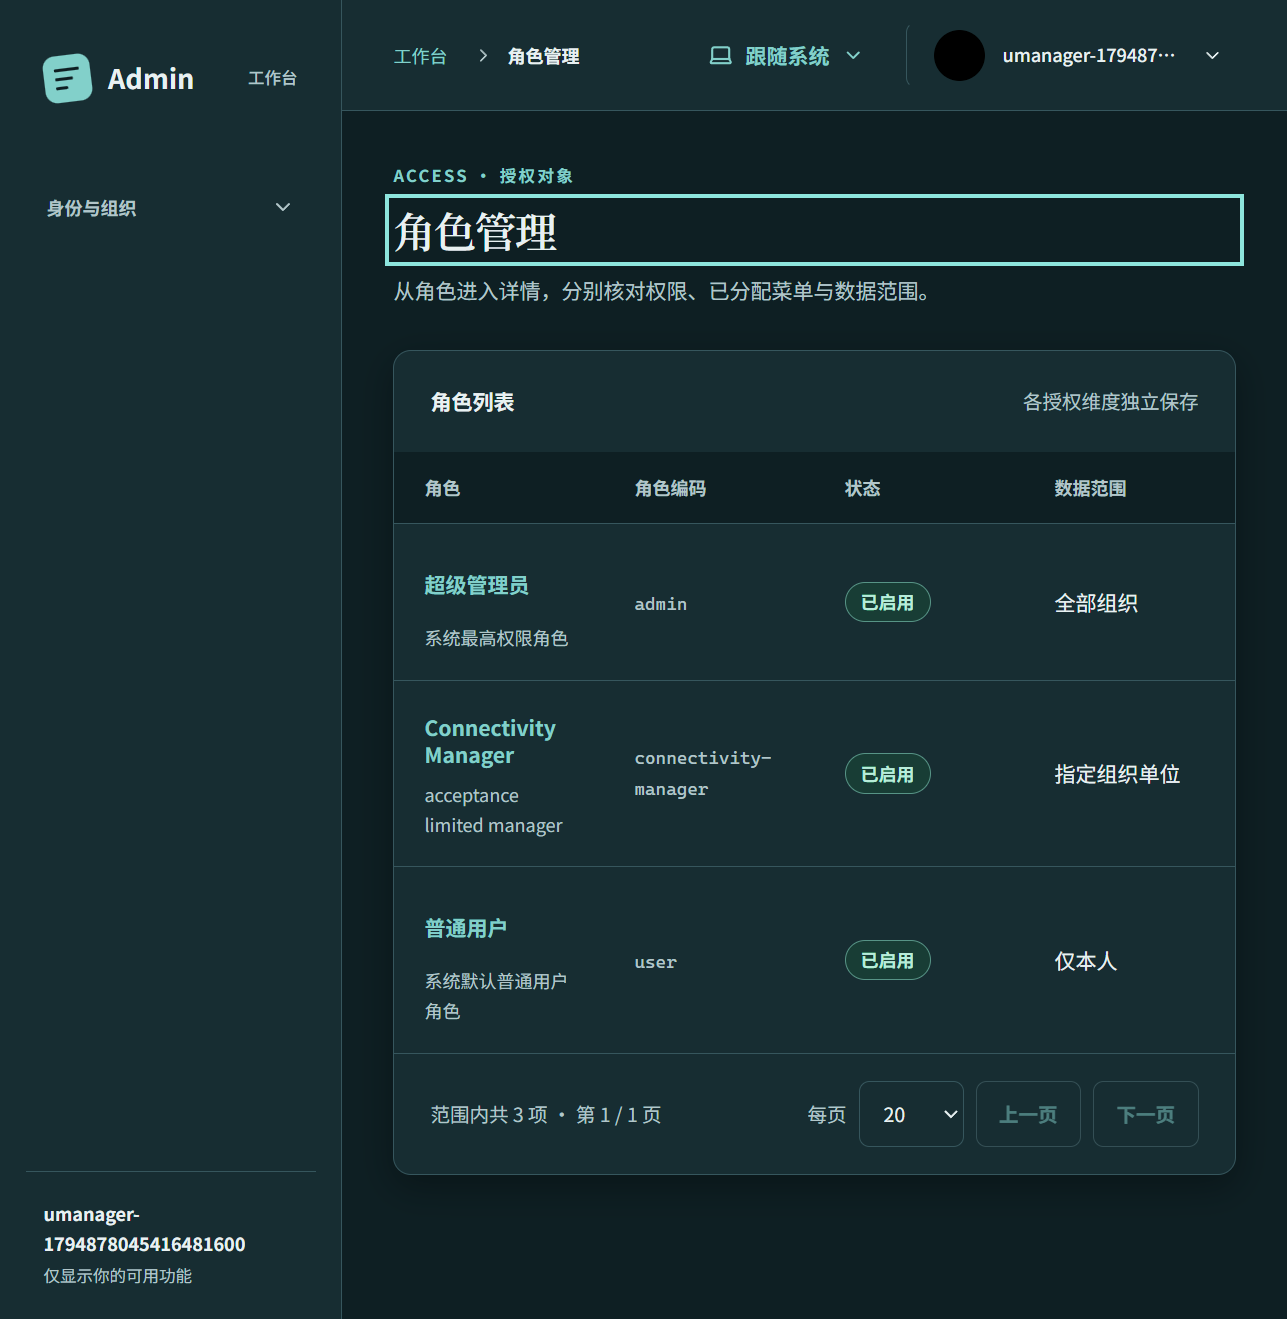 Admin
工作台
身份与组织
umanager-
1794878045416481600
仅显示你的可用功能
工作台
角色管理
跟随系统
umanager-179487···
ACCESS · 授权对象
角色管理
从角色进入详情，分别核对权限、已分配菜单与数据范围。
角色列表
各授权维度独立保存
角色
角色编码
状态
数据范围
超级管理员
系统最高权限角色
admin
已启用
全部组织
Connectivity
Manager
acceptance
limited manager
connectivity-
manager
已启用
指定组织单位
普通用户
系统默认普通用户
角色
user
已启用
仅本人
范围内共 3 项 · 第 1 / 1 页
每页
20
上一页
下一页